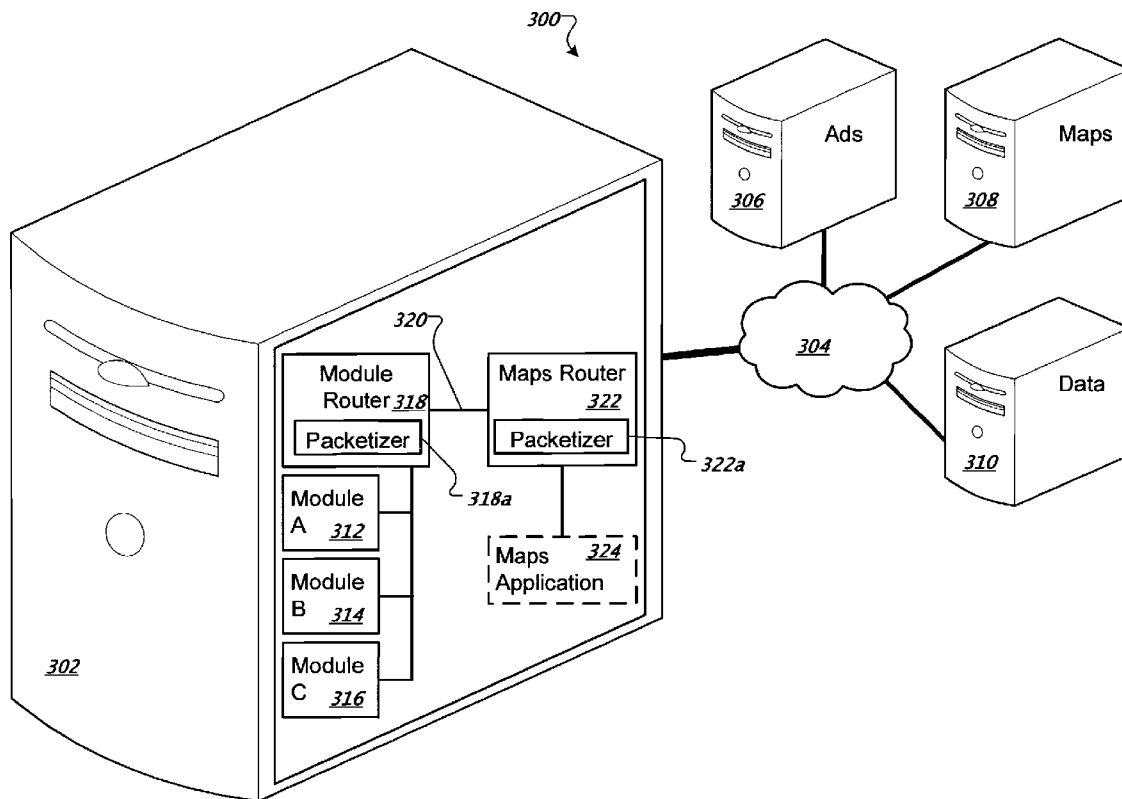 300
Ads
306
Maps
308
304
Data
310
320
Module
Router 318
Packetizer
318a
Maps Router
322
Packetizer
322a
Module
A 312
Module
B 314
Module
C 316
Maps 324
Application
302